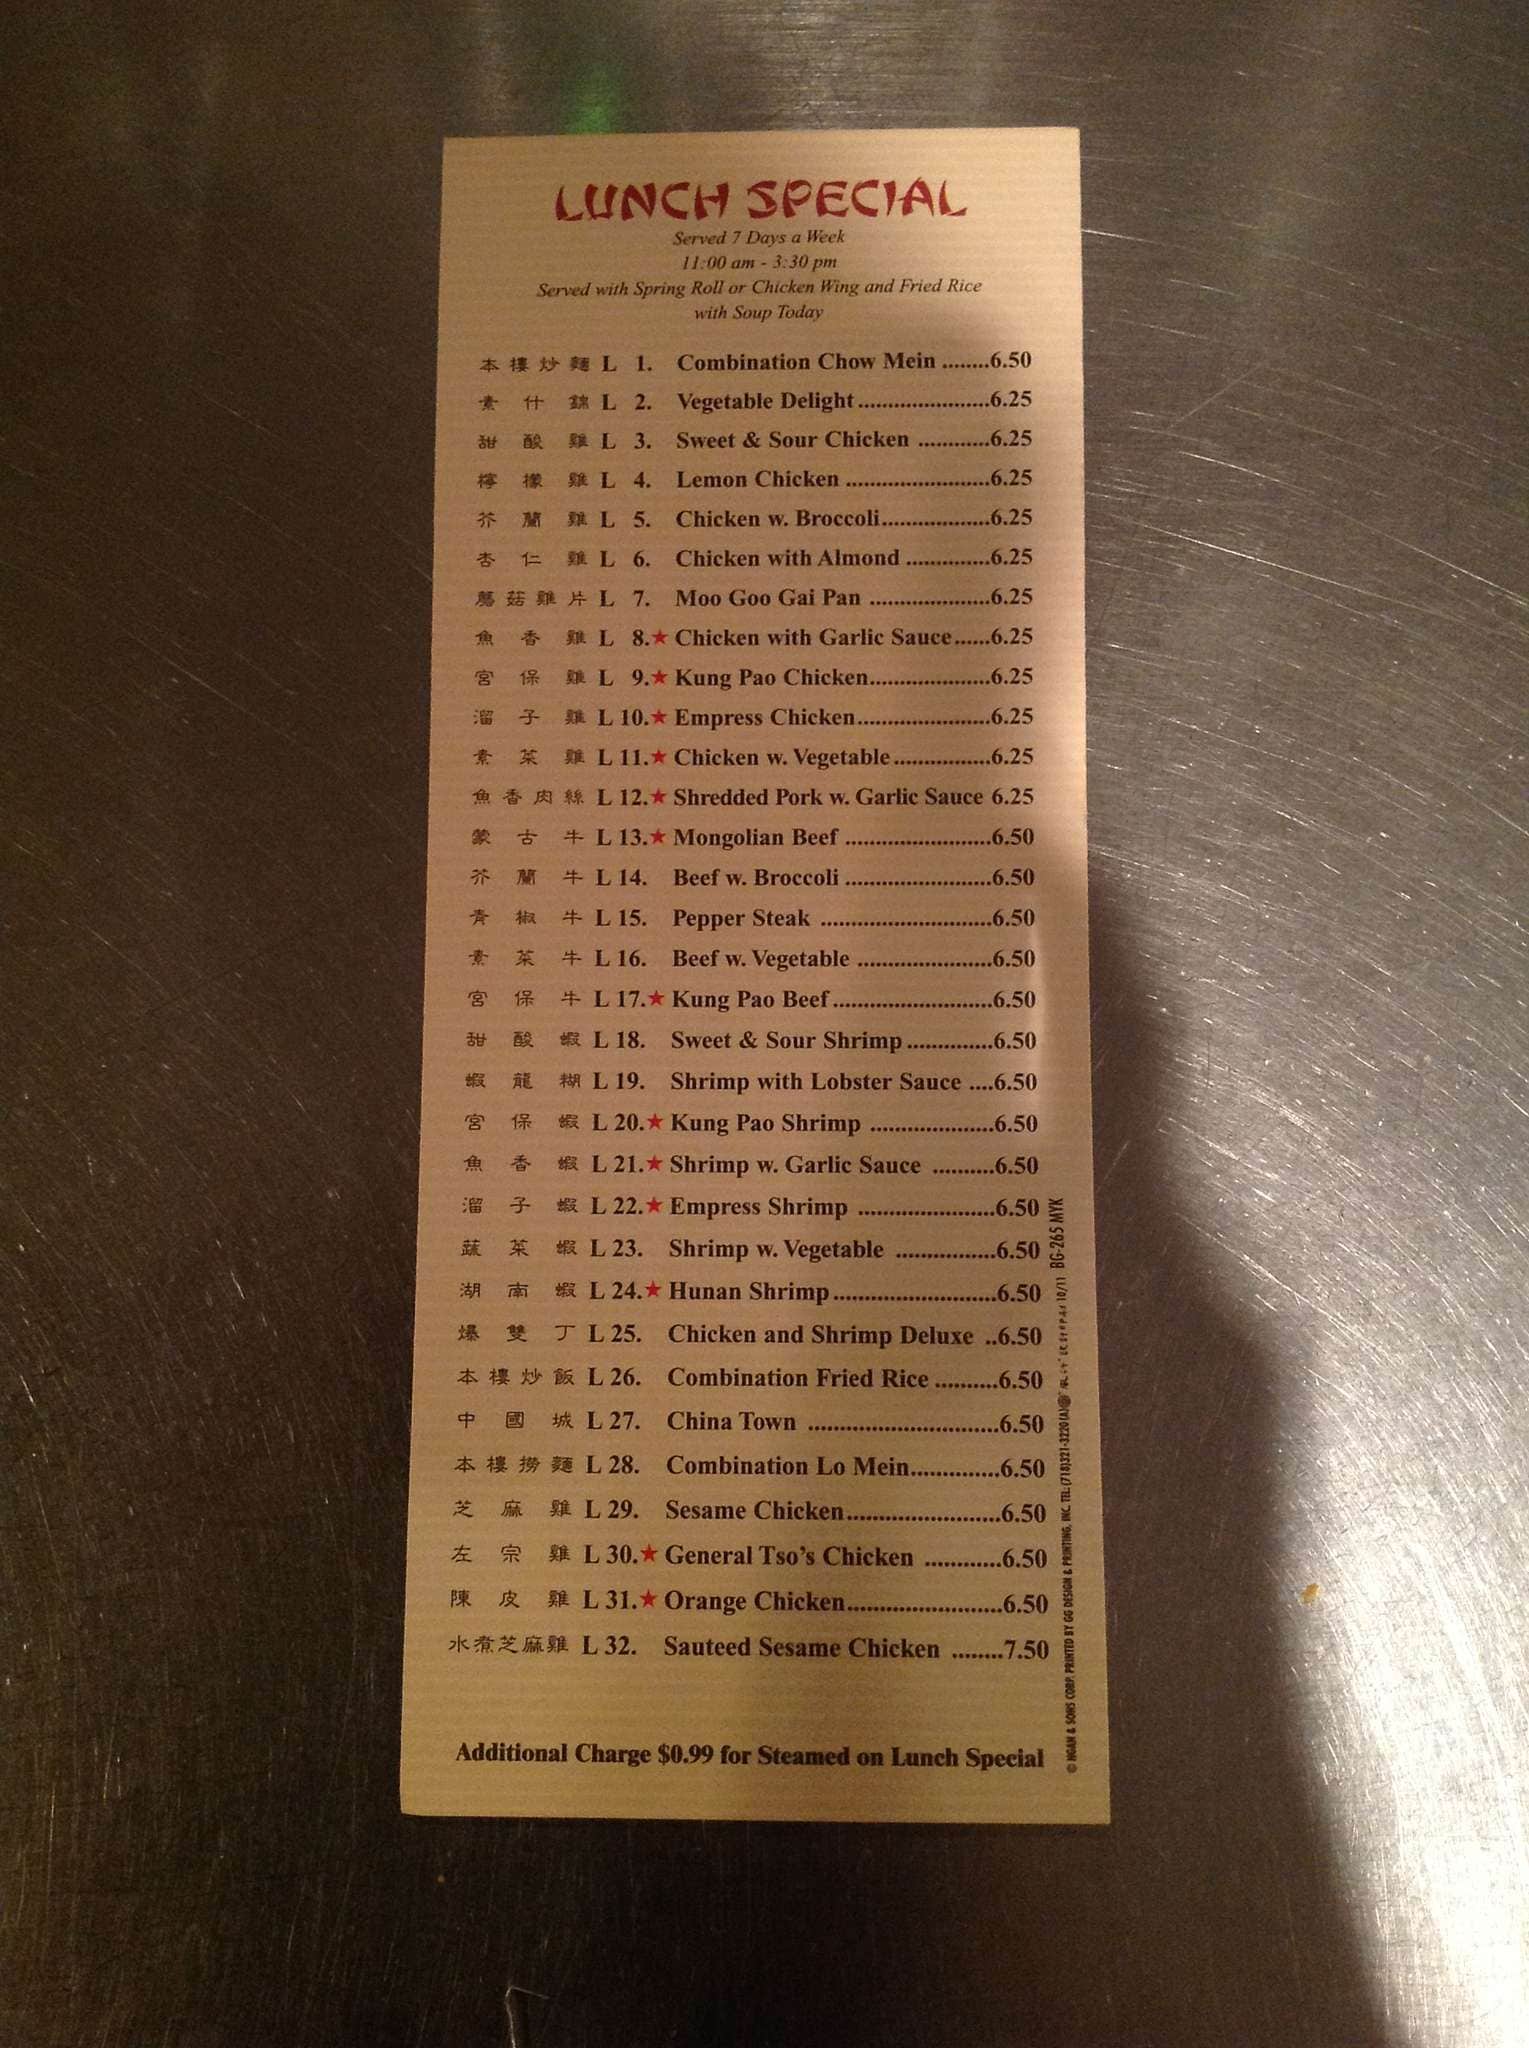 LUNCH SPECIAL
Served 7 Days a Week
11:00 am - 3:30 pm
Served with Spring Roll or Chicken Wing and Fried Rice
with Soup Today
本樓炒麵 L 1. Combination Chow Mein ........6.50
素什錦 L 2. Vegetable Delight ......................6.25
甜酸雞 L 3. Sweet & Sour Chicken ............6.25
檸檬雞 L 4. Lemon Chicken ........................6.25
芥蘭雞 L 5. Chicken w. Broccoli..................6.25
杏仁雞 L 6. Chicken with Almond ..............6.25
蘑菇雞片 L 7. Moo Goo Gai Pan ....................6.25
魚香雞 L 8.★ Chicken with Garlic Sauce......6.25
宮保雞 L 9.★ Kung Pao Chicken....................6.25
溜子雞 L 10.★ Empress Chicken......................6.25
素菜雞 L 11.★ Chicken w. Vegetable ................6.25
魚香肉絲 L 12.★ Shredded Pork w. Garlic Sauce 6.25
蒙古牛 L 13.★ Mongolian Beef ........................6.50
芥蘭牛 L 14. Beef w. Broccoli ........................6.50
青椒牛 L 15. Pepper Steak ............................6.50
素菜牛 L 16. Beef w. Vegetable ......................6.50
宮保牛 L 17.★ Kung Pao Beef ..........................6.50
甜酸蝦 L 18. Sweet & Sour Shrimp ..............6.50
蝦龍糊 L 19. Shrimp with Lobster Sauce ....6.50
宮保蝦 L 20.★ Kung Pao Shrimp ....................6.50
魚香蝦 L 21.★ Shrimp w. Garlic Sauce ..........6.50
溜子蝦 L 22.★ Empress Shrimp ......................6.50
蔬菜蝦 L 23. Shrimp w. Vegetable ................6.50
湖南蝦 L 24.★ Hunan Shrimp ..........................6.50
爆雙丁 L 25. Chicken and Shrimp Deluxe ..6.50
本樓炒飯 L 26. Combination Fried Rice ..........6.50
中國城 L 27. China Town ..............................6.50
本樓撈麵 L 28. Combination Lo Mein..............6.50
芝麻雞 L 29. Sesame Chicken........................6.50
左宗雞 L 30.★ General Tso's Chicken ............6.50
陳皮雞 L 31.★ Orange Chicken........................6.50
水煮芝麻雞 L 32. Sauteed Sesame Chicken ........7.50
Additional Charge $0.99 for Steamed on Lunch Special
© NOAH & SONS CORP. PRINTED BY GG DESIGN & PRINTING, INC. TEL: (718)321-3220(A) 10/11 BG-265 MYK